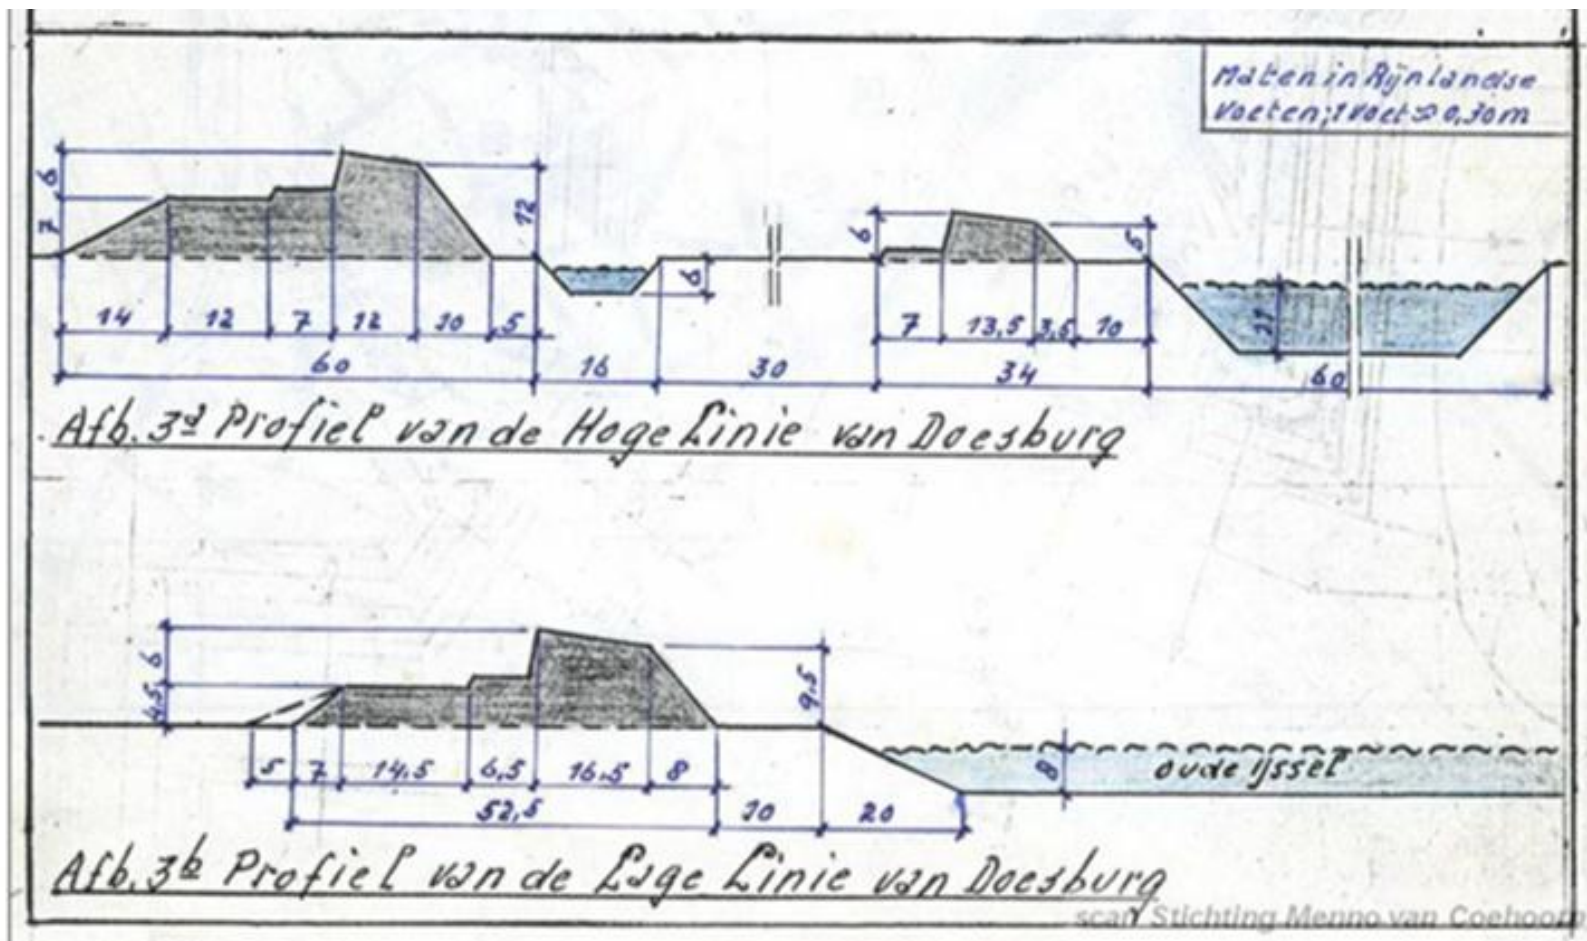 Maten in Rijnlandse
Voeten; 1 voet ≈ 0,30m
6
7
12
6
6
5
14 12 7 12 10 5
7 13,5 3,5 10
60 16 30 34 60
Afb. 3a Profiel van de Hoge Linie van Doesburg
6
4,5
9,5
5 7 14,5 6,5 16,5 8
8
oude ijssel
52,5 10 20
Afb. 3b Profiel van de Lage Linie van Doesburg
scan Stichting Menno van Coehoorn